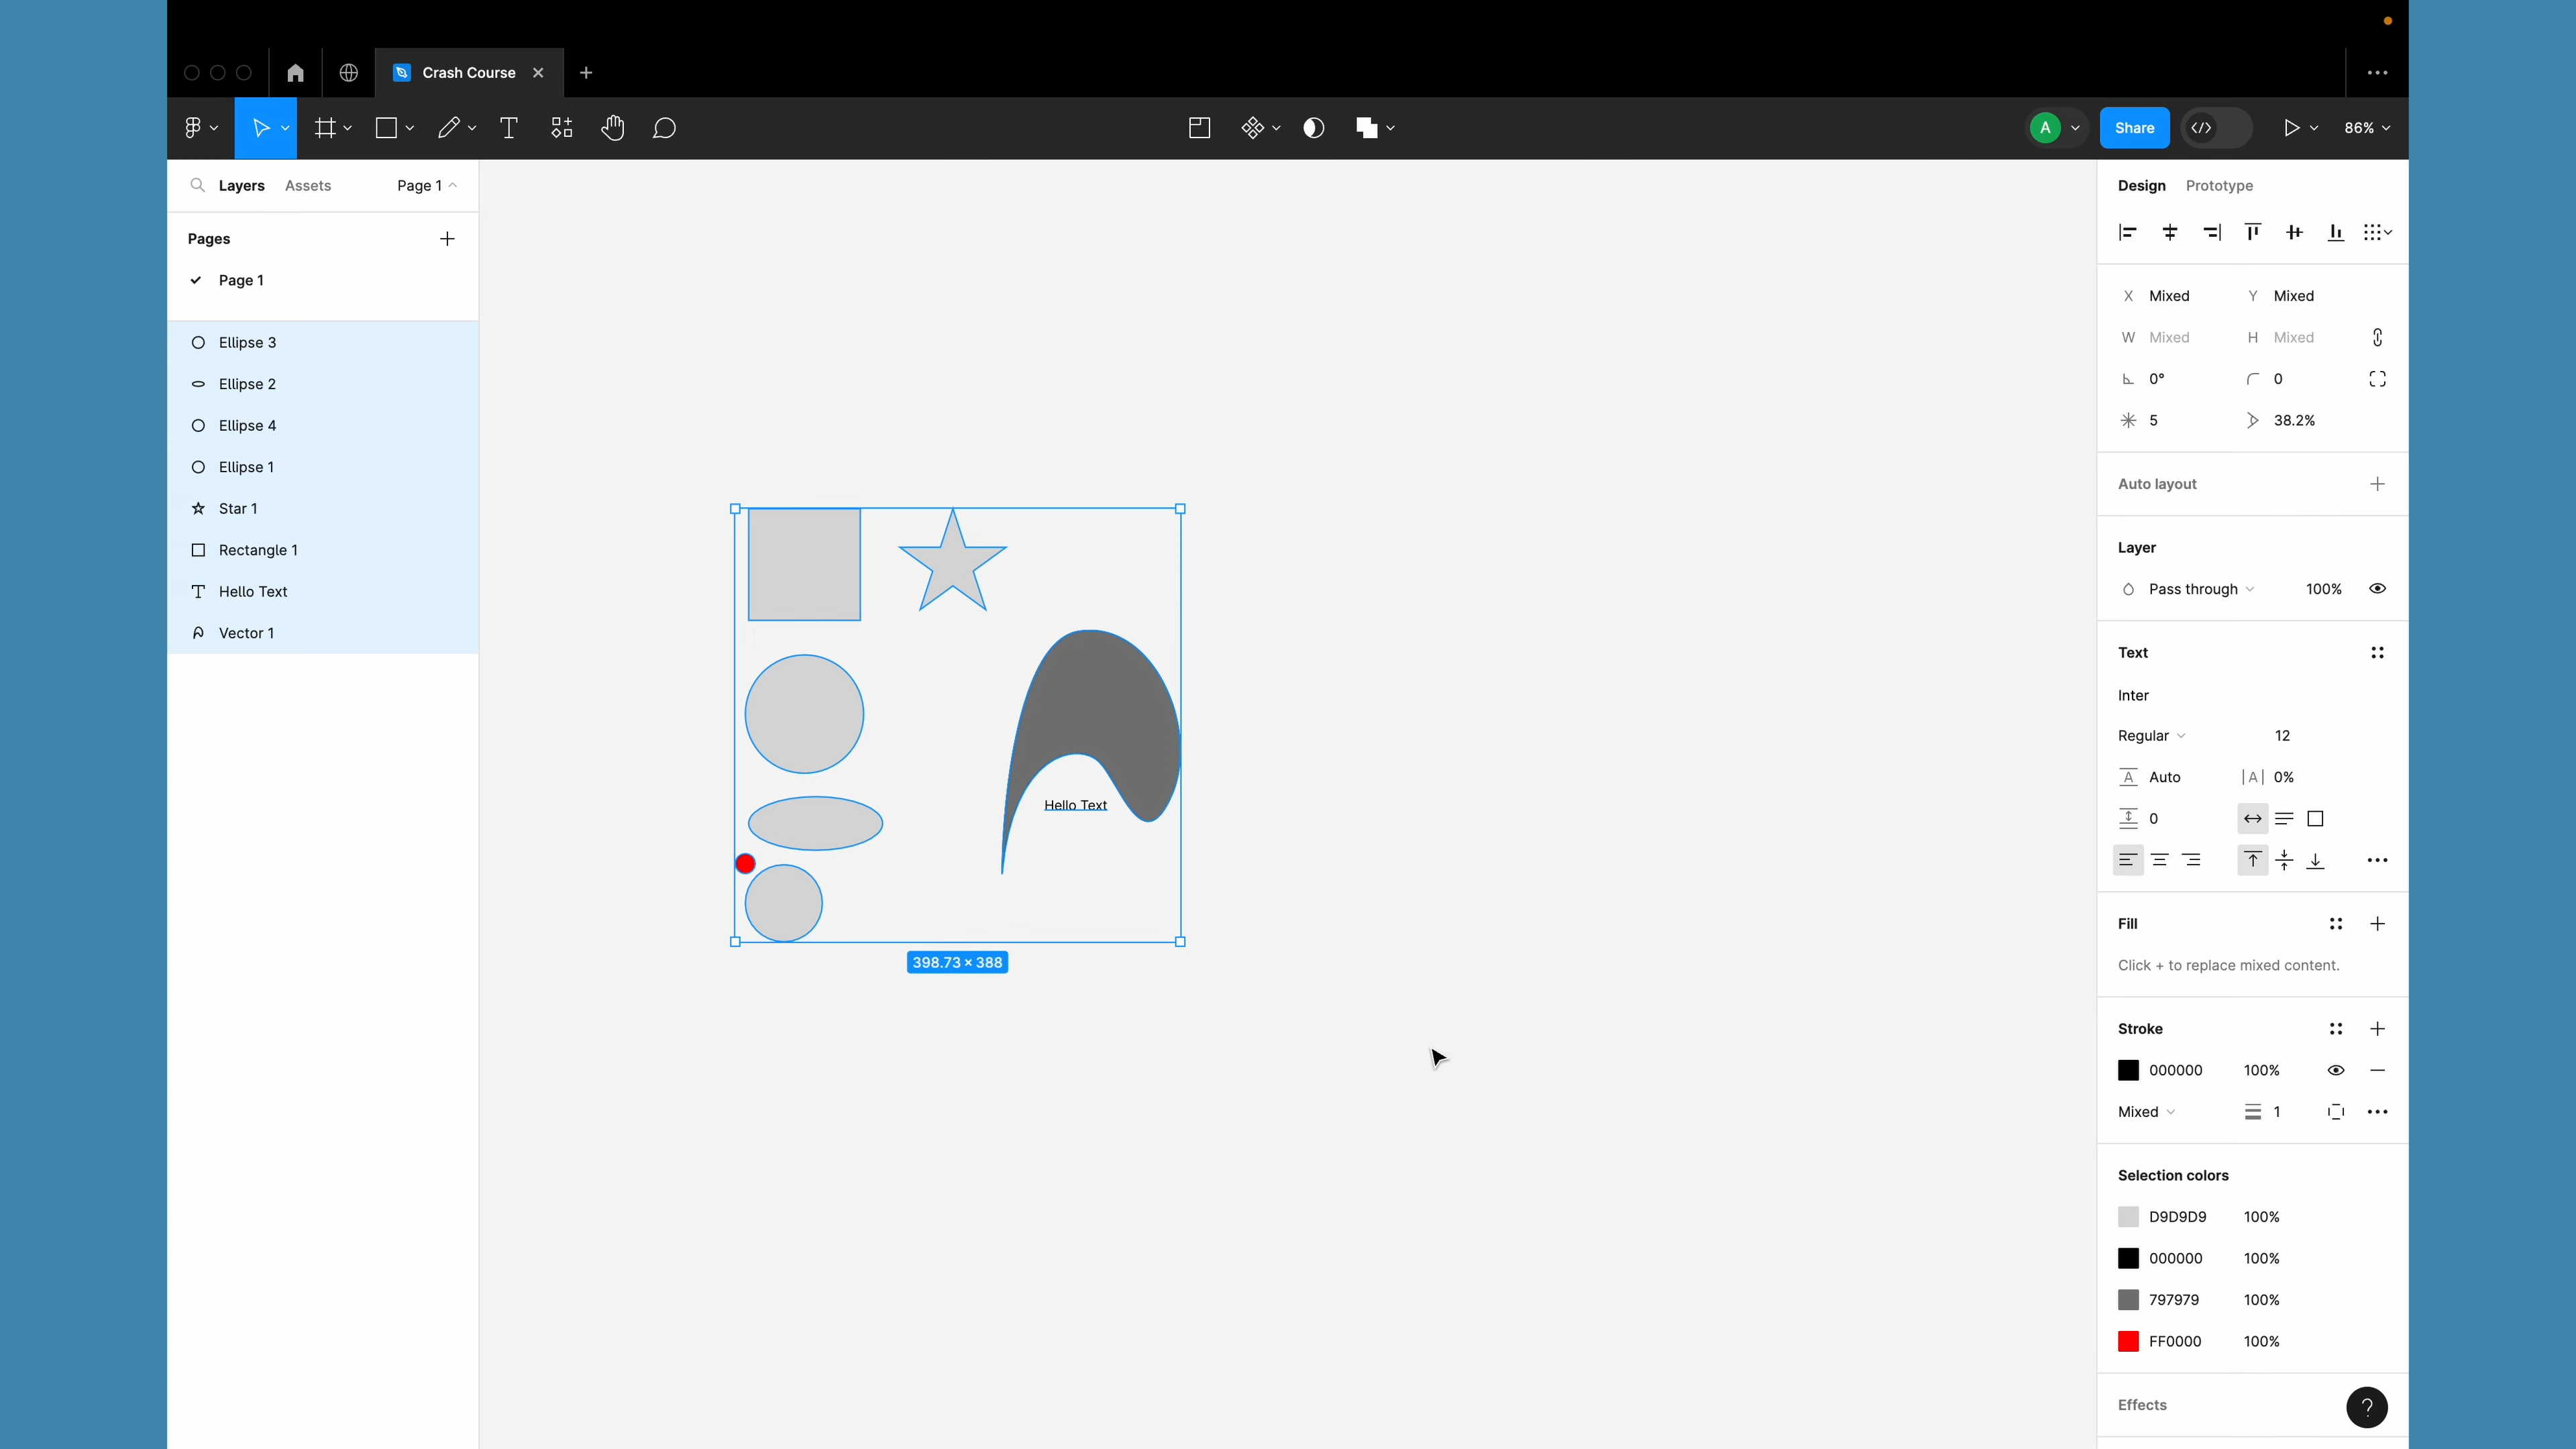 Crash Course
A
Share
86%
Layers Assets Page 1
Pages
Page 1
Ellipse 3
Ellipse 2
Ellipse 4
Ellipse 1
Star 1
Rectangle 1
Hello Text
Vector 1
Hello Text
398.73 × 388
Design Prototype
X Mixed Y Mixed
W Mixed H Mixed
0° 0
5 38.2%
Auto layout
Layer
Pass through 100%
Text
Inter
Regular 12
A Auto |A| 0%
0
Fill
Click + to replace mixed content.
Stroke
000000 100%
Mixed 1
Selection colors
D9D9D9 100%
000000 100%
797979 100%
FF0000 100%
Effects
?